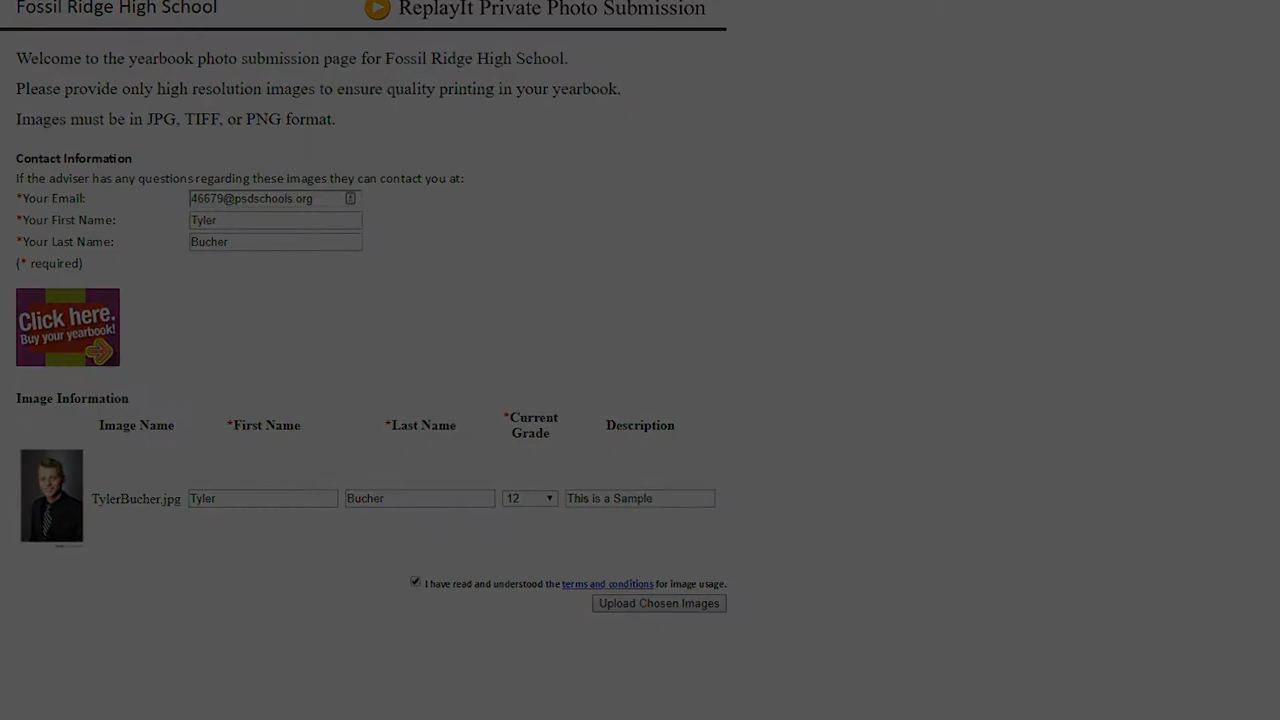 Fossil Ridge High School
ReplayIt Private Photo Submission
Welcome to the yearbook photo submission page for Fossil Ridge High School.
Please provide only high resolution images to ensure quality printing in your yearbook.
Images must be in JPG, TIFF, or PNG format.
Contact Information
If the adviser has any questions regarding these images they can contact you at:
*Your Email: 46679@psdschools.org
*Your First Name: Tyler
*Your Last Name: Bucher
(* required)
Click here.
Buy your yearbook!
Image Information
Image Name *First Name *Last Name *Current Grade Description
TylerBucher.jpg Tyler Bucher 12 This is a Sample
I have read and understood the terms and conditions for image usage.
Upload Chosen Images